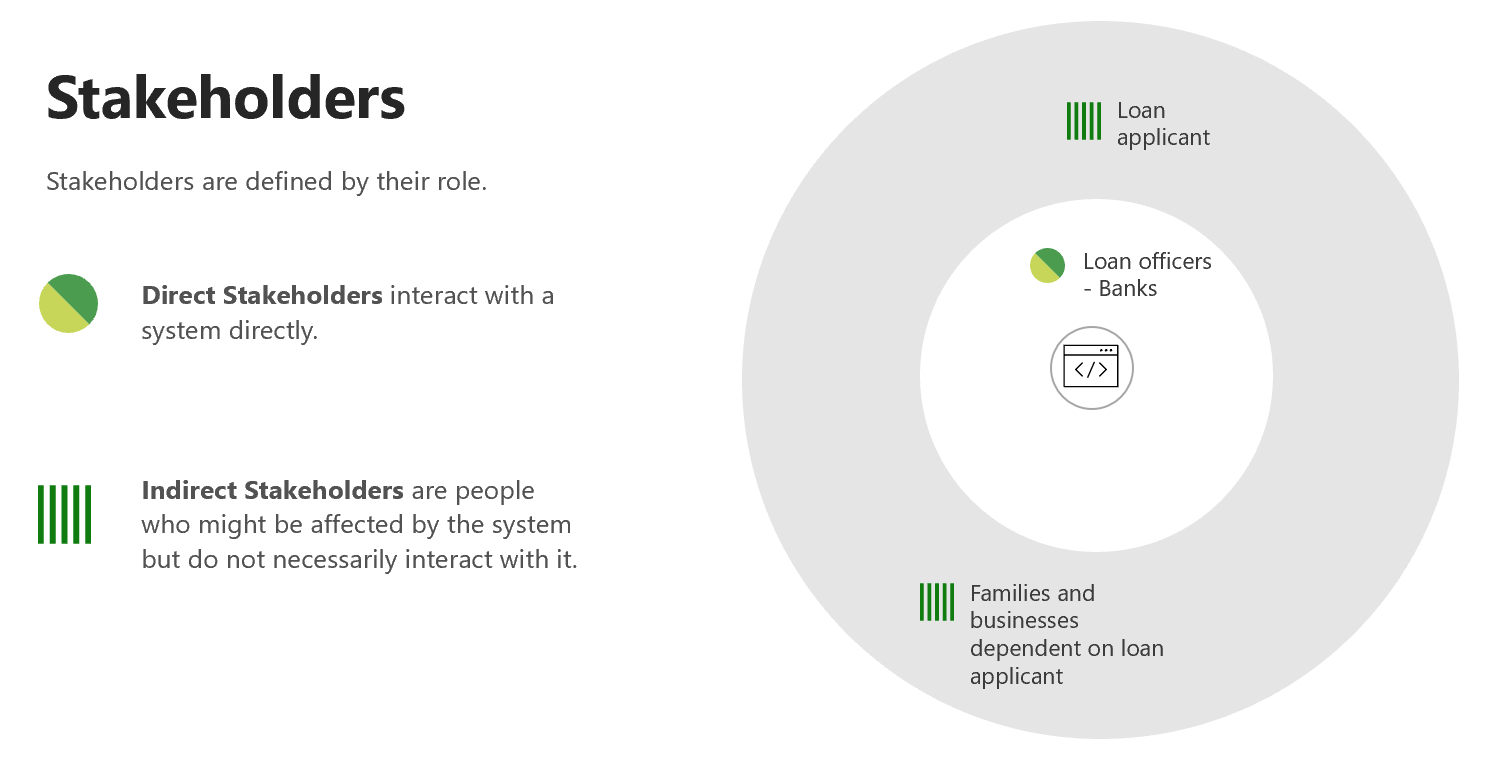 Stakeholders
Stakeholders are defined by their role.
Direct Stakeholders interact with a
system directly.
Indirect Stakeholders are people
who might be affected by the system
but do not necessarily interact with it.
Loan
applicant
Loan officers
- Banks
</>
Families and
businesses
dependent on loan
applicant